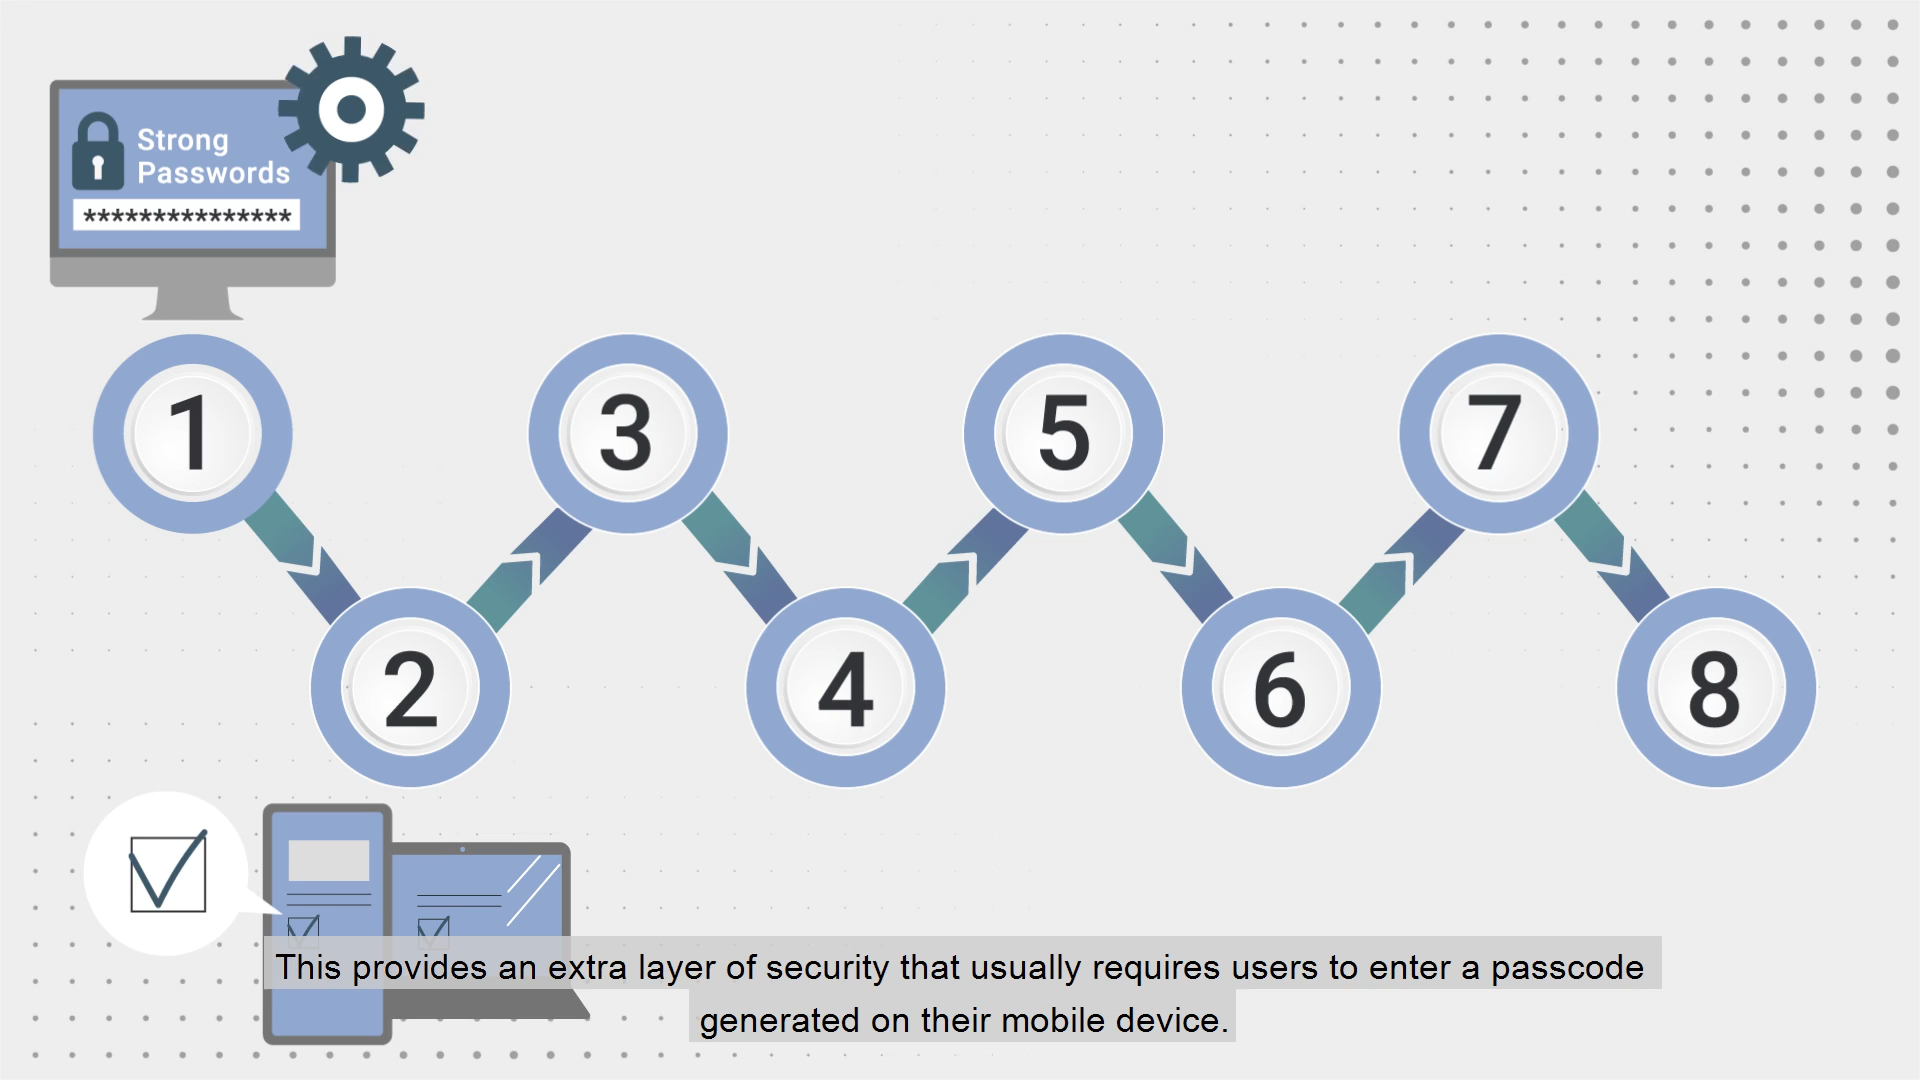 Strong
Passwords
***************
1
3
5
7
2
4
6
8
This provides an extra layer of security that usually requires users to enter a passcode
generated on their mobile device.